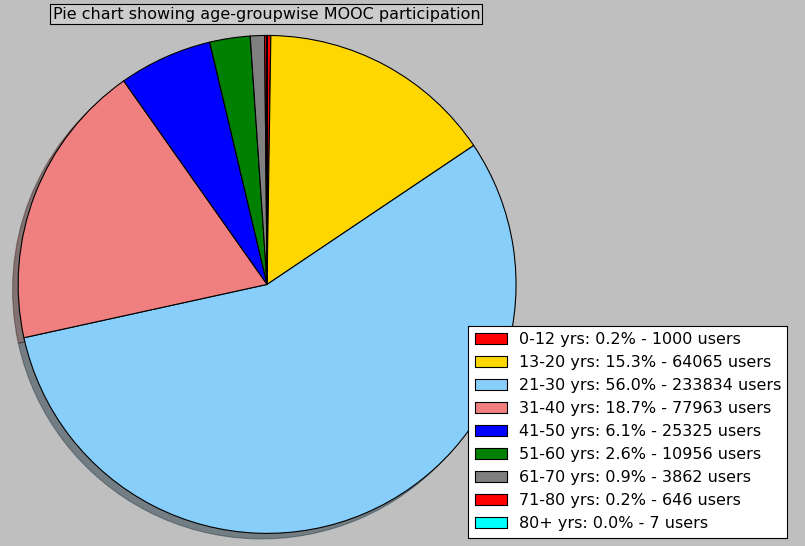 Pie chart showing age-groupwise MOOC participation
0-12 yrs: 0.2% - 1000 users
13-20 yrs: 15.3% - 64065 users
21-30 yrs: 56.0% - 233834 users
31-40 yrs: 18.7% - 77963 users
41-50 yrs: 6.1% - 25325 users
51-60 yrs: 2.6% - 10956 users
61-70 yrs: 0.9% - 3862 users
71-80 yrs: 0.2% - 646 users
80+ yrs: 0.0% - 7 users